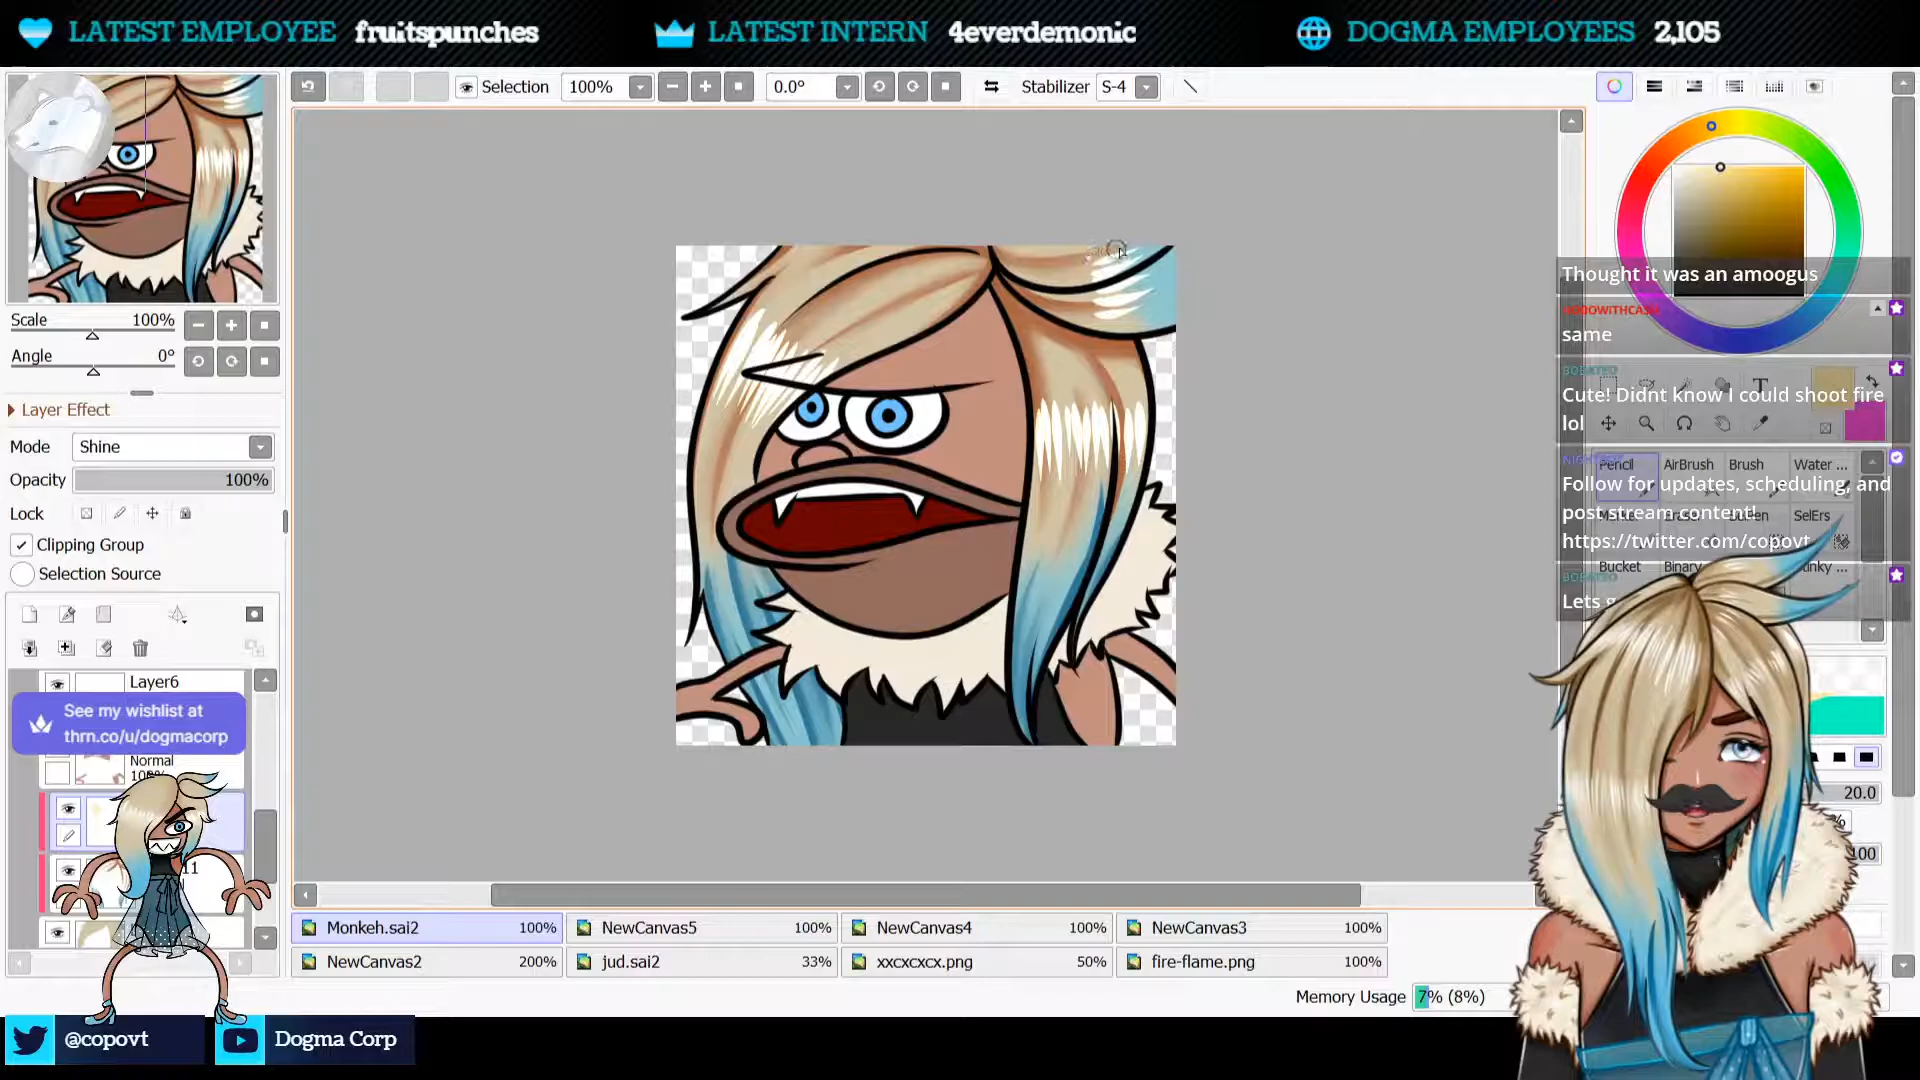 LATEST EMPLOYEE fruitspunches
LATEST INTERN 4everdemonic
DOGMA EMPLOYEES 2,105
Selection 100% 0.0° Stabilizer S-4
Scale 100%
Angle 0°
Layer Effect
Mode Shine
Opacity 100%
Lock
Clipping Group
Selection Source
Layer6
See my wishlist at
thrn.co/u/dogmacorp
Normal
Thought it was an amoogus
same
Cute! Didnt know I could shoot fire
lol
Pencil AirBrush Brush Water ...
Follow for updates, scheduling, and
post stream content!
SelErs
https://twitter.com/copovt
Bucket Binary
Lets
20.0
100
Monkeh.sai2 100%
NewCanvas5 100%
NewCanvas4 100%
NewCanvas3 100%
NewCanvas2 200%
jud.sai2 33%
xxcxcxcx.png 50%
fire-flame.png 100%
Memory Usage 7% (8%)
@copovt
Dogma Corp